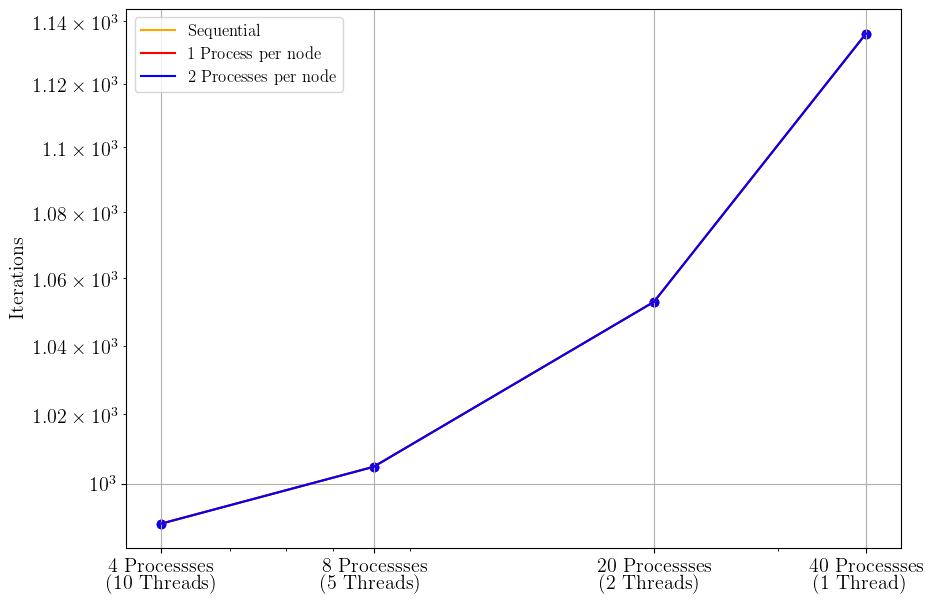 Sequential
1 Process per node
2 Processes per node
Iterations
1.14 × 10³
1.12 × 10³
1.1 × 10³
1.08 × 10³
1.06 × 10³
1.04 × 10³
1.02 × 10³
10³
4 Processses
(10 Threads)
8 Processses
(5 Threads)
20 Processses
(2 Threads)
40 Processses
(1 Thread)